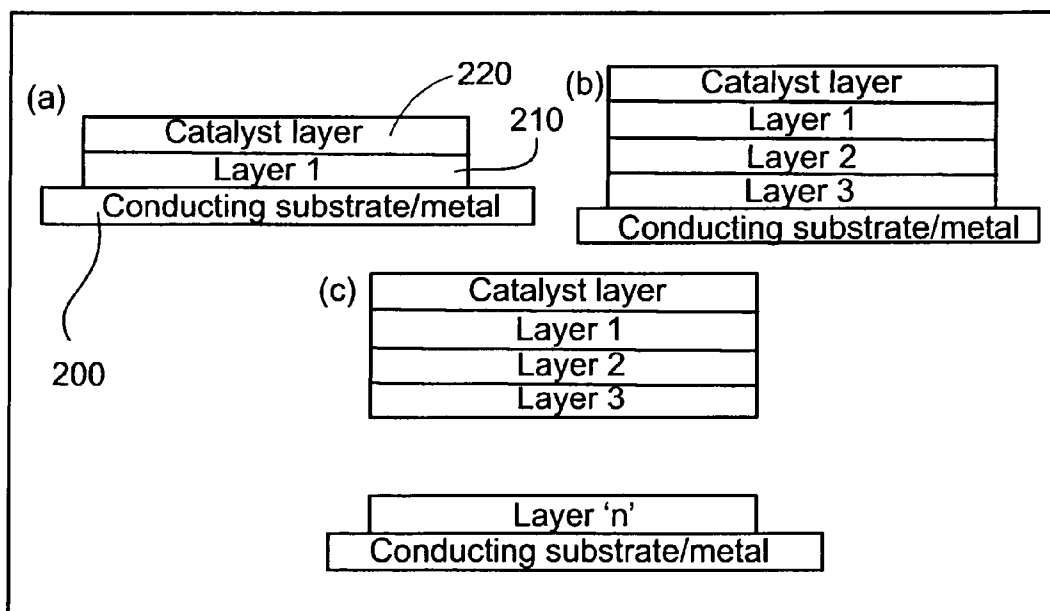 (a)
220
210
Catalyst layer
Layer 1
Conducting substrate/metal
200
(b)
Catalyst layer
Layer 1
Layer 2
Layer 3
Conducting substrate/metal
(c)
Catalyst layer
Layer 1
Layer 2
Layer 3
Layer 'n'
Conducting substrate/metal